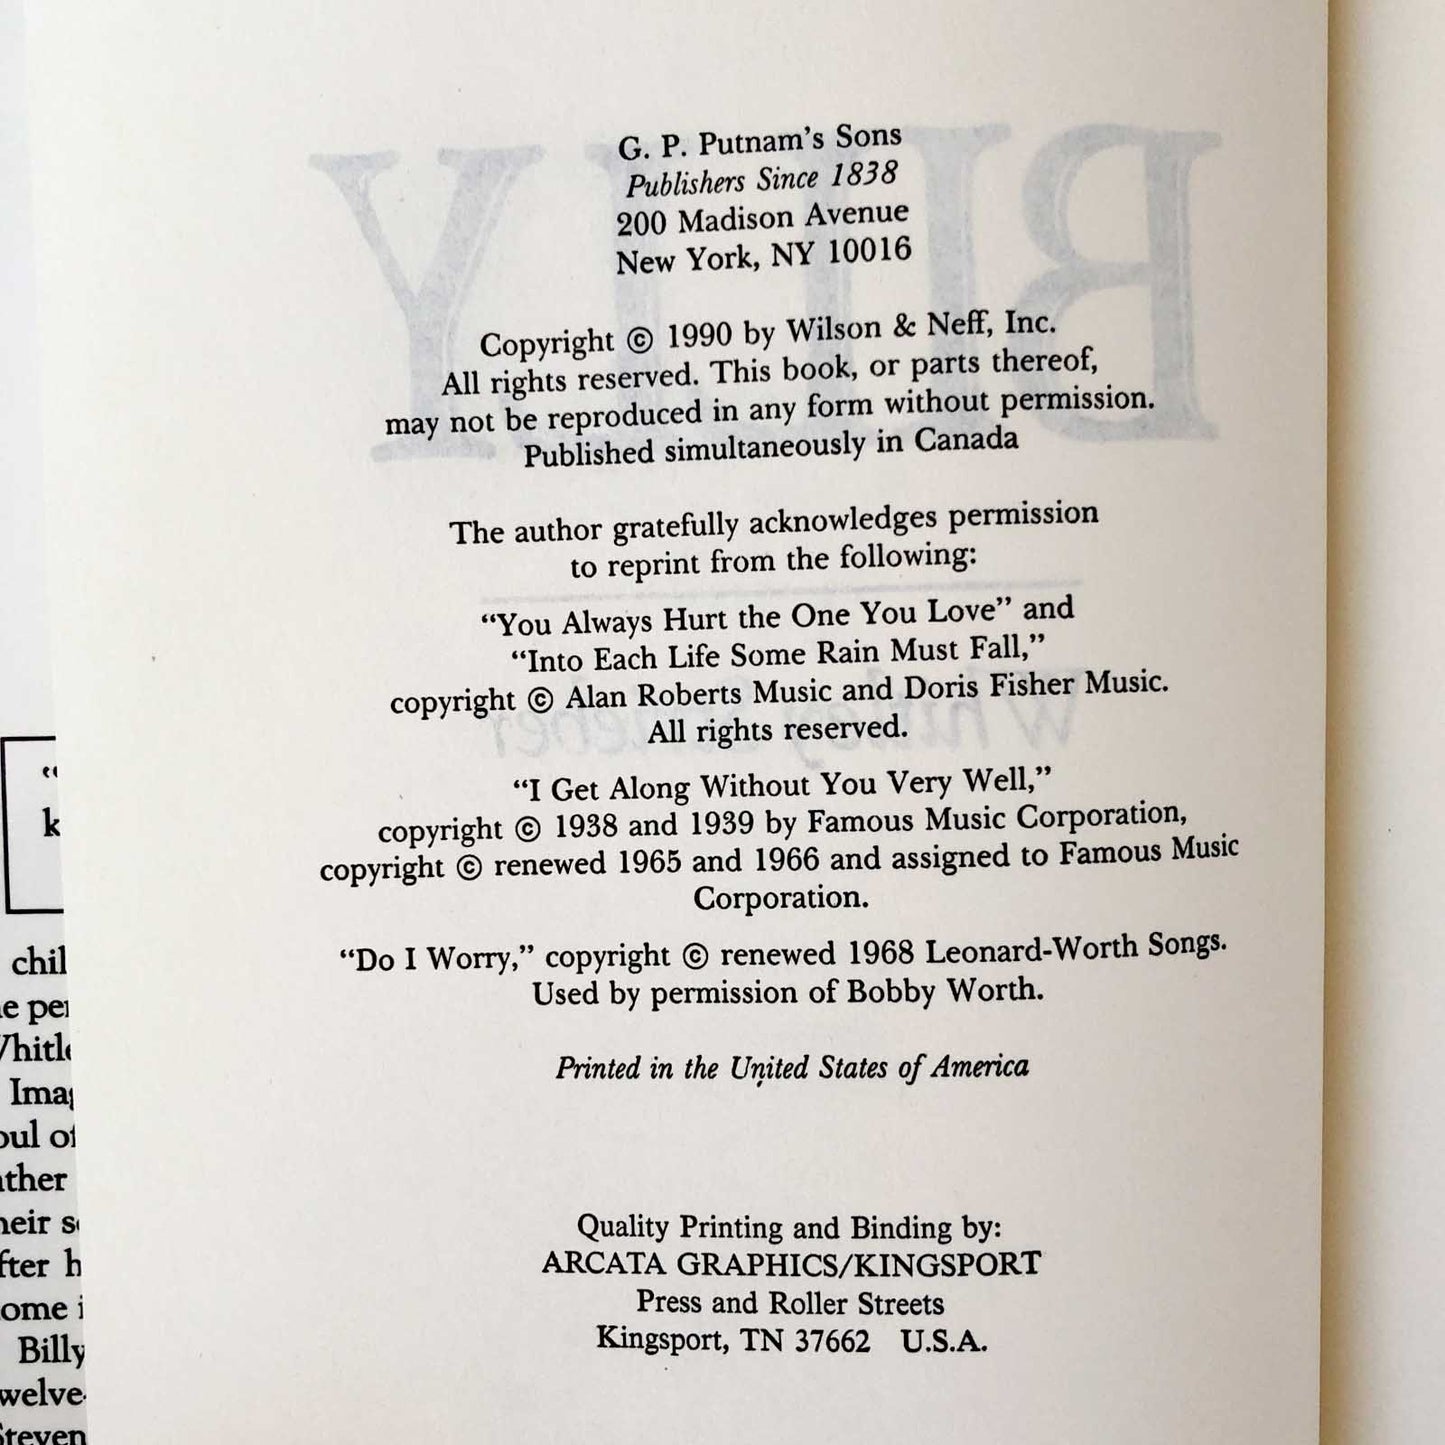 G. P. Putnam's Sons
Publishers Since 1838
200 Madison Avenue
New York, NY 10016
Copyright © 1990 by Wilson & Neff, Inc.
All rights reserved. This book, or parts thereof,
may not be reproduced in any form without permission.
Published simultaneously in Canada
The author gratefully acknowledges permission
to reprint from the following:
“You Always Hurt the One You Love” and
“Into Each Life Some Rain Must Fall,”
copyright © Alan Roberts Music and Doris Fisher Music.
All rights reserved.
“I Get Along Without You Very Well,”
copyright © 1938 and 1939 by Famous Music Corporation,
copyright © renewed 1965 and 1966 and assigned to Famous Music
Corporation.
“Do I Worry,” copyright © renewed 1968 Leonard-Worth Songs.
Used by permission of Bobby Worth.
Printed in the United States of America
Quality Printing and Binding by:
ARCATA GRAPHICS/KINGSPORT
Press and Roller Streets
Kingsport, TN 37662 U.S.A.
Billy